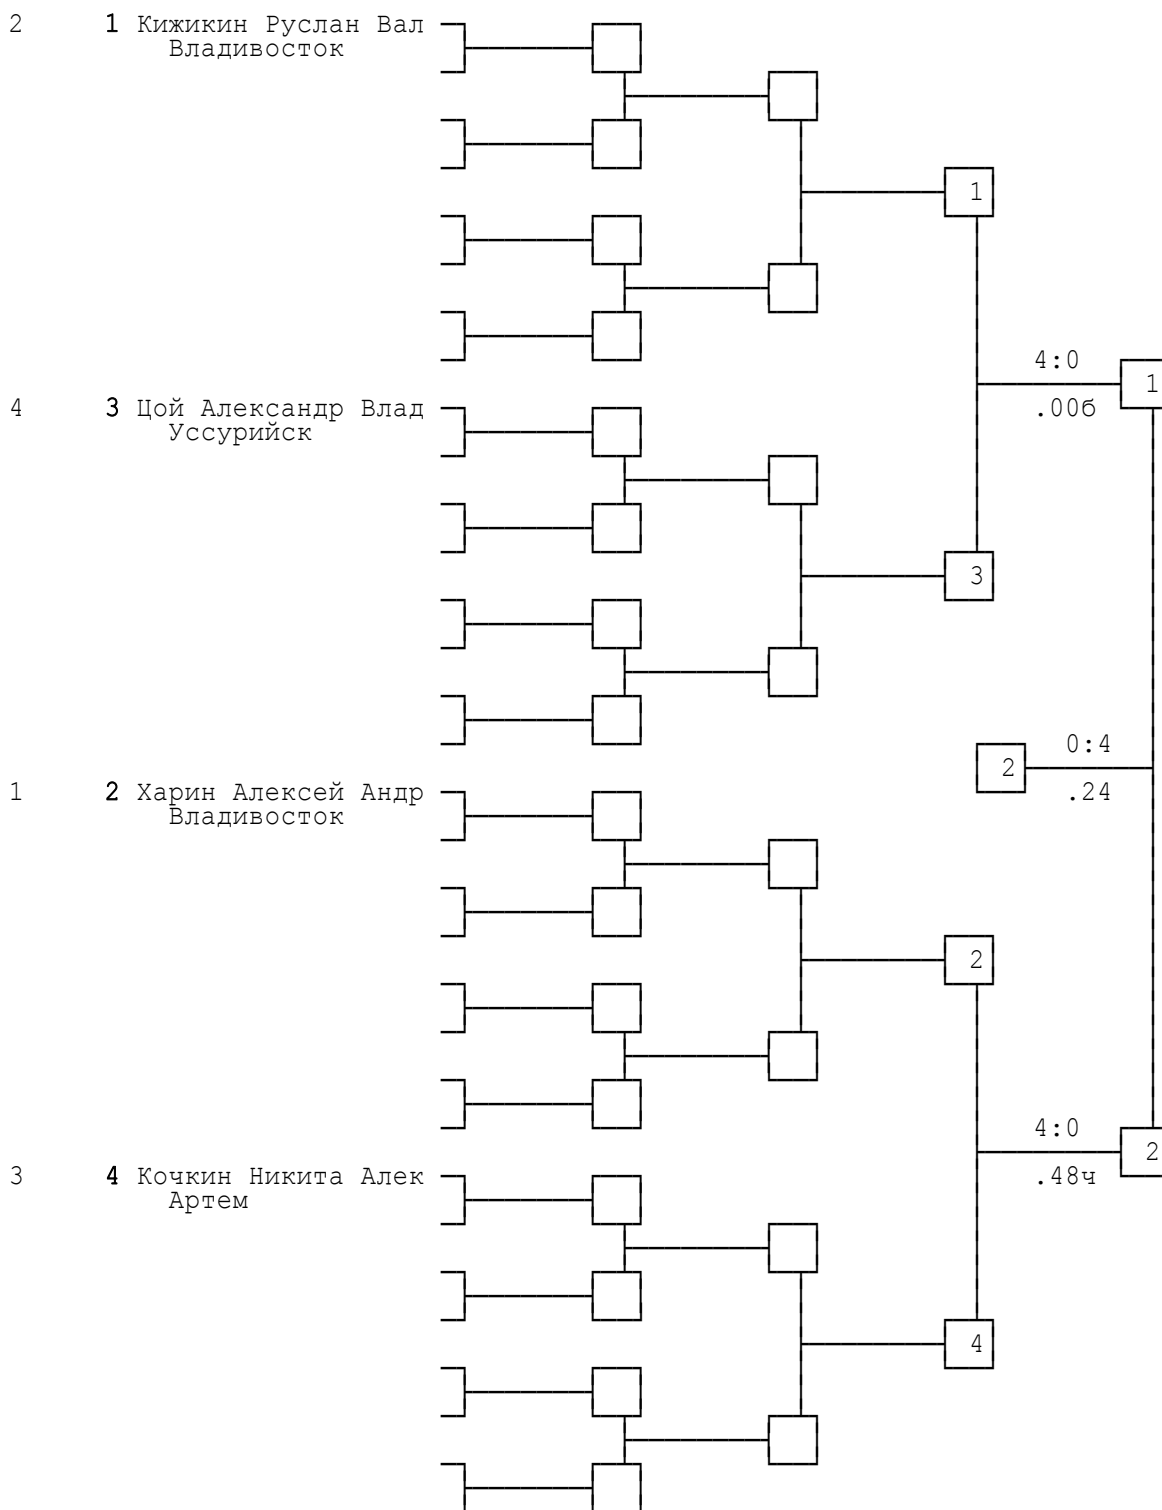 2 1 Кижикин Руслан Вал
Владивосток
1
4:0
1
.00б
4 3 Цой Александр Влад
Уссурийск
3
0:4
2
.24
1 2 Харин Алексей Андр
Владивосток
2
4:0
2
.48ч
3 4 Кочкин Никита Алек
Артем
4